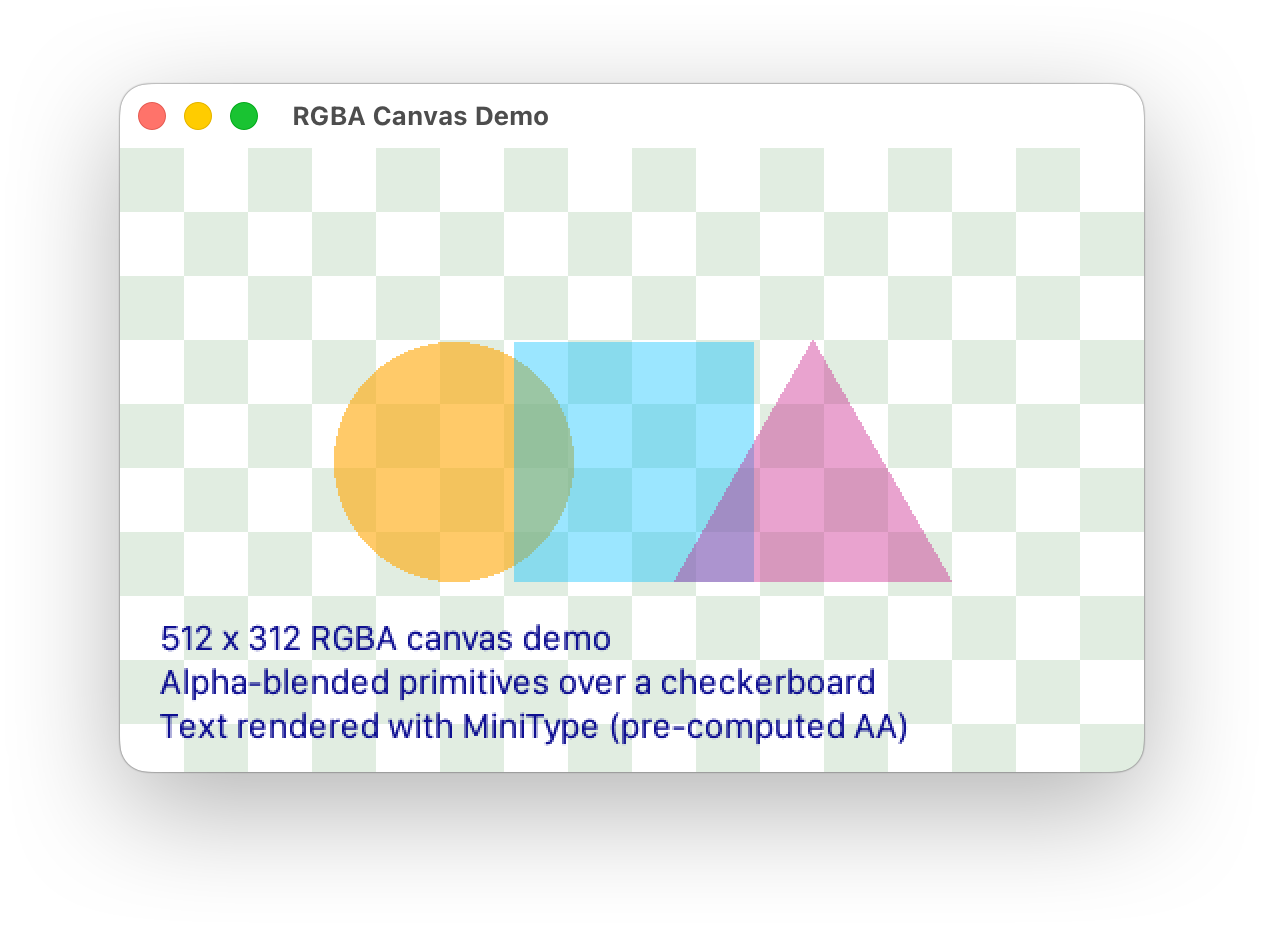 RGBA Canvas Demo
512 x 312 RGBA canvas demo
Alpha-blended primitives over a checkerboard
Text rendered with MiniType (pre-computed AA)